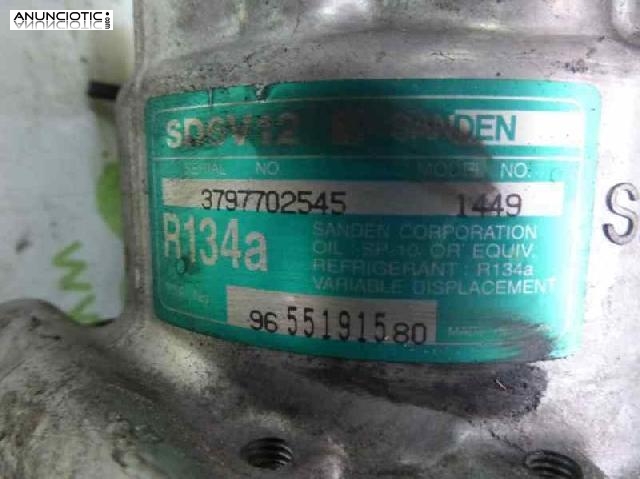 ANUNCIOTIC
SD6V12 SANDEN
SERIAL NO. MODEL NO.
3797702545 1449
R134a
SANDEN CORPORATION
OIL SP-10 OR EQUIV.
REFRIGERANT : R134a
VARIABLE DISPLACEMENT
96 551915 80
S